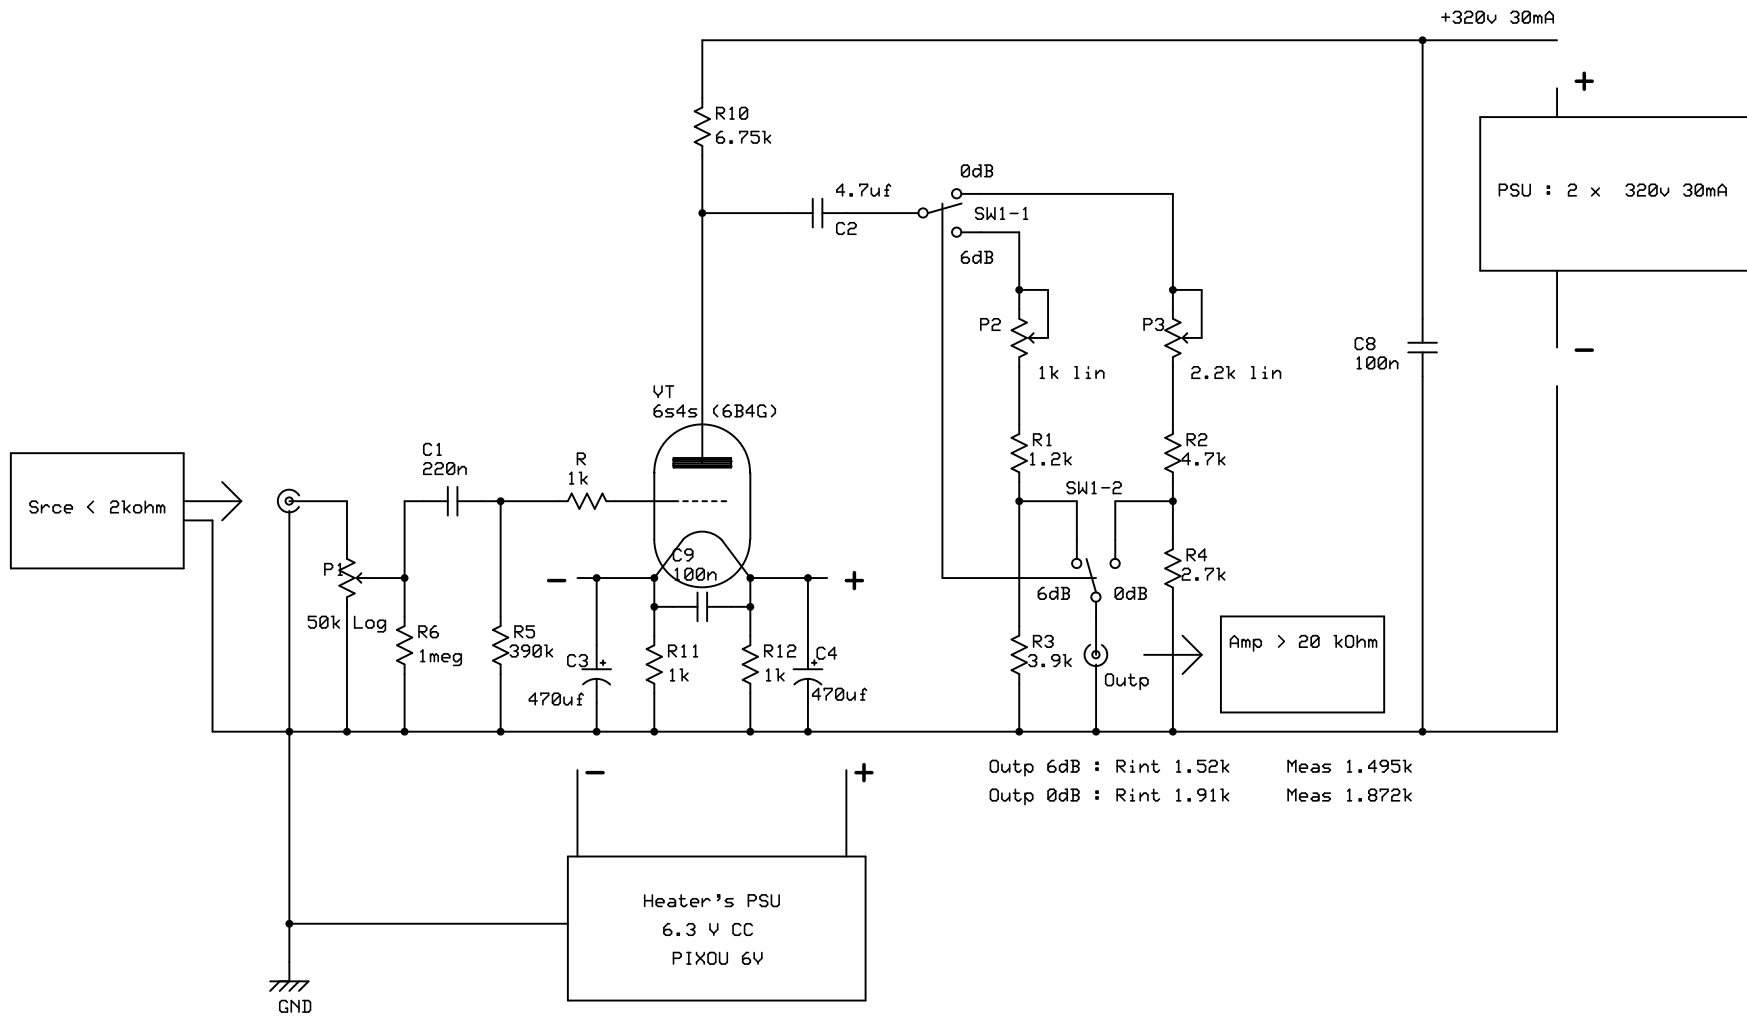 +320v 30mA
+
R10
6.75k
PSU : 2 x 320v 30mA
0dB
4.7uf
SW1-1
C2
6dB
P2
P3
-
C8
100n
1k lin
2.2k lin
VT
6s4s (6B4G)
C1
220n
R
1k
R1
1.2k
R2
4.7k
SW1-2
Srce < 2kohm
P1
50k Log
C9
100n
-
+
R4
2.7k
6dB
0dB
R6
1meg
R5
390k
C3
+
470uf
R11
1k
R12
1k
C4
+
470uf
R3
3.9k
Outp
Amp > 20 kOhm
-
+
Outp 6dB : Rint 1.52k Meas 1.495k
Outp 0dB : Rint 1.91k Meas 1.872k
Heater's PSU
6.3 V CC
PIXOU 6V
GND